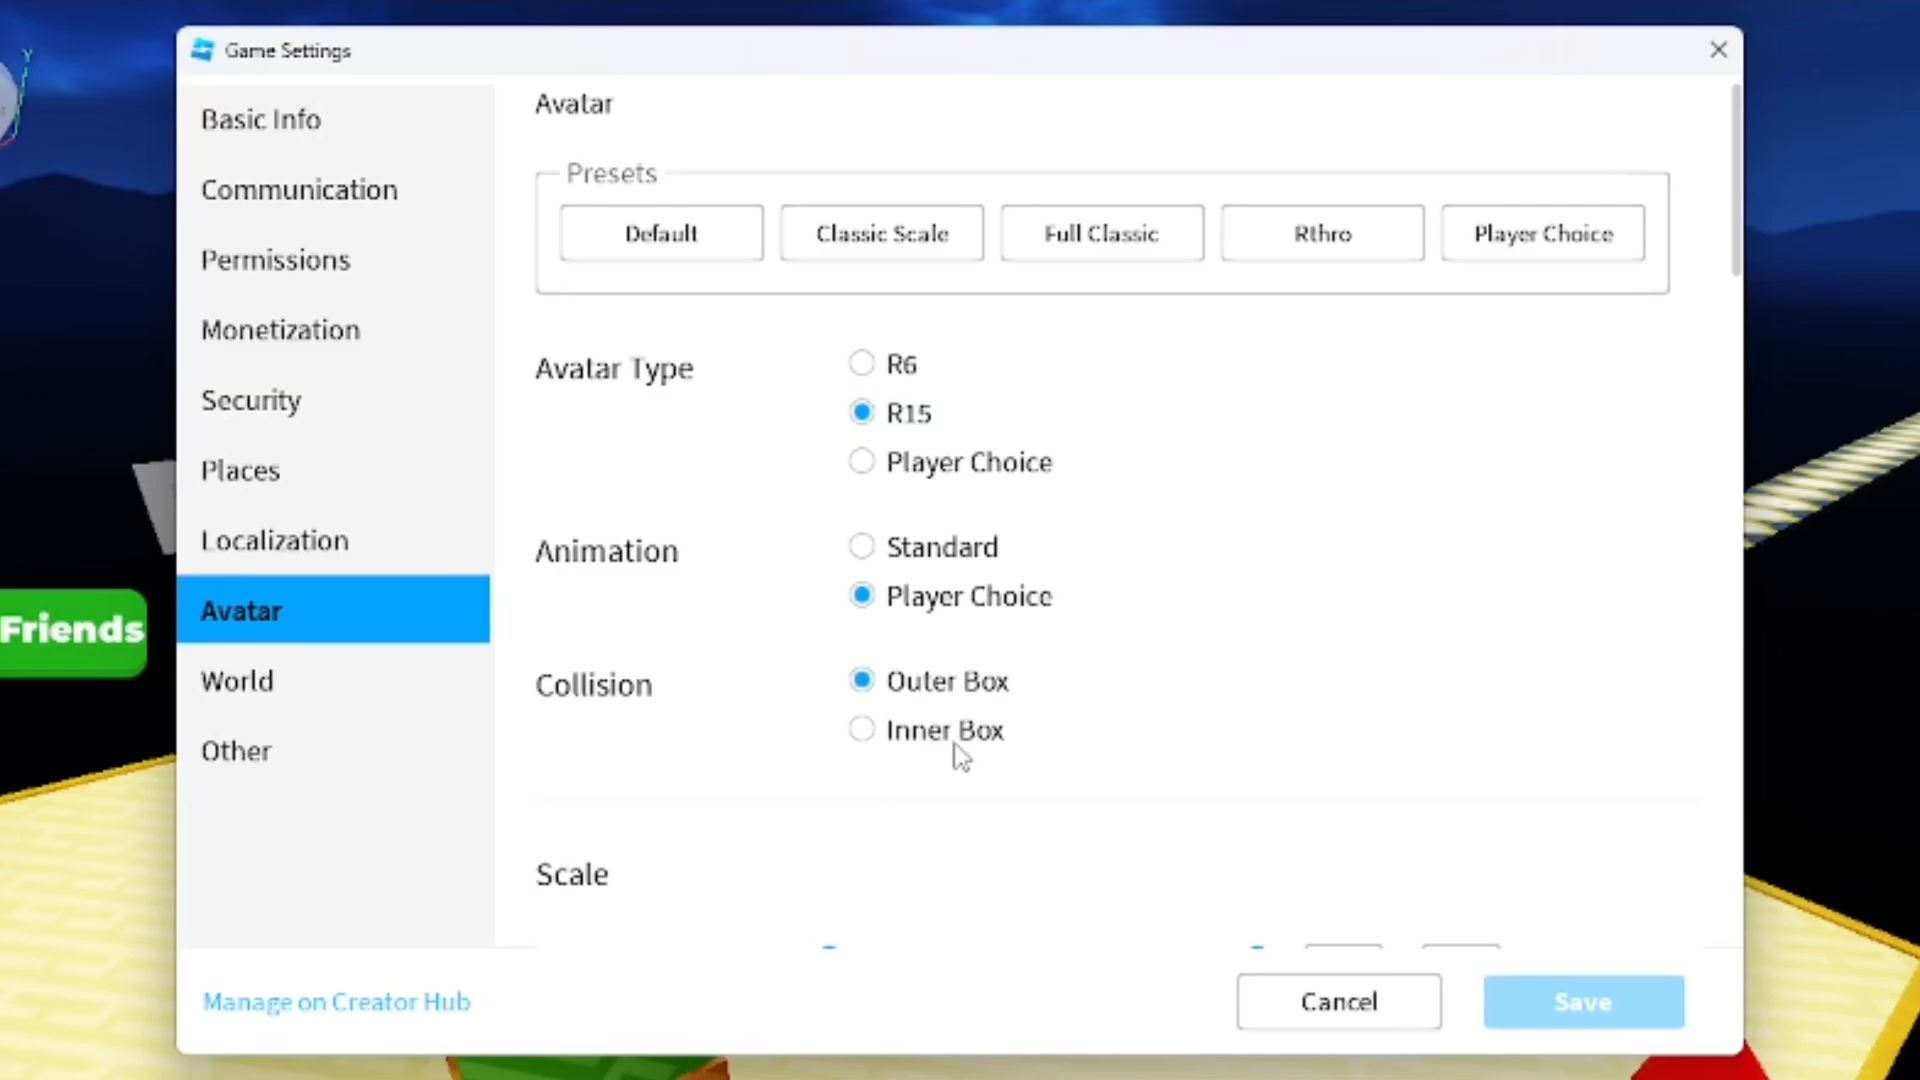 Game Settings
Basic Info
Communication
Permissions
Monetization
Security
Places
Localization
Avatar
World
Other
Avatar
Presets
Default
Classic Scale
Full Classic
Rthro
Player Choice
Avatar Type
R6
R15
Player Choice
Animation
Standard
Player Choice
Collision
Outer Box
Inner Box
Scale
Manage on Creator Hub
Cancel
Save
Friends
Y